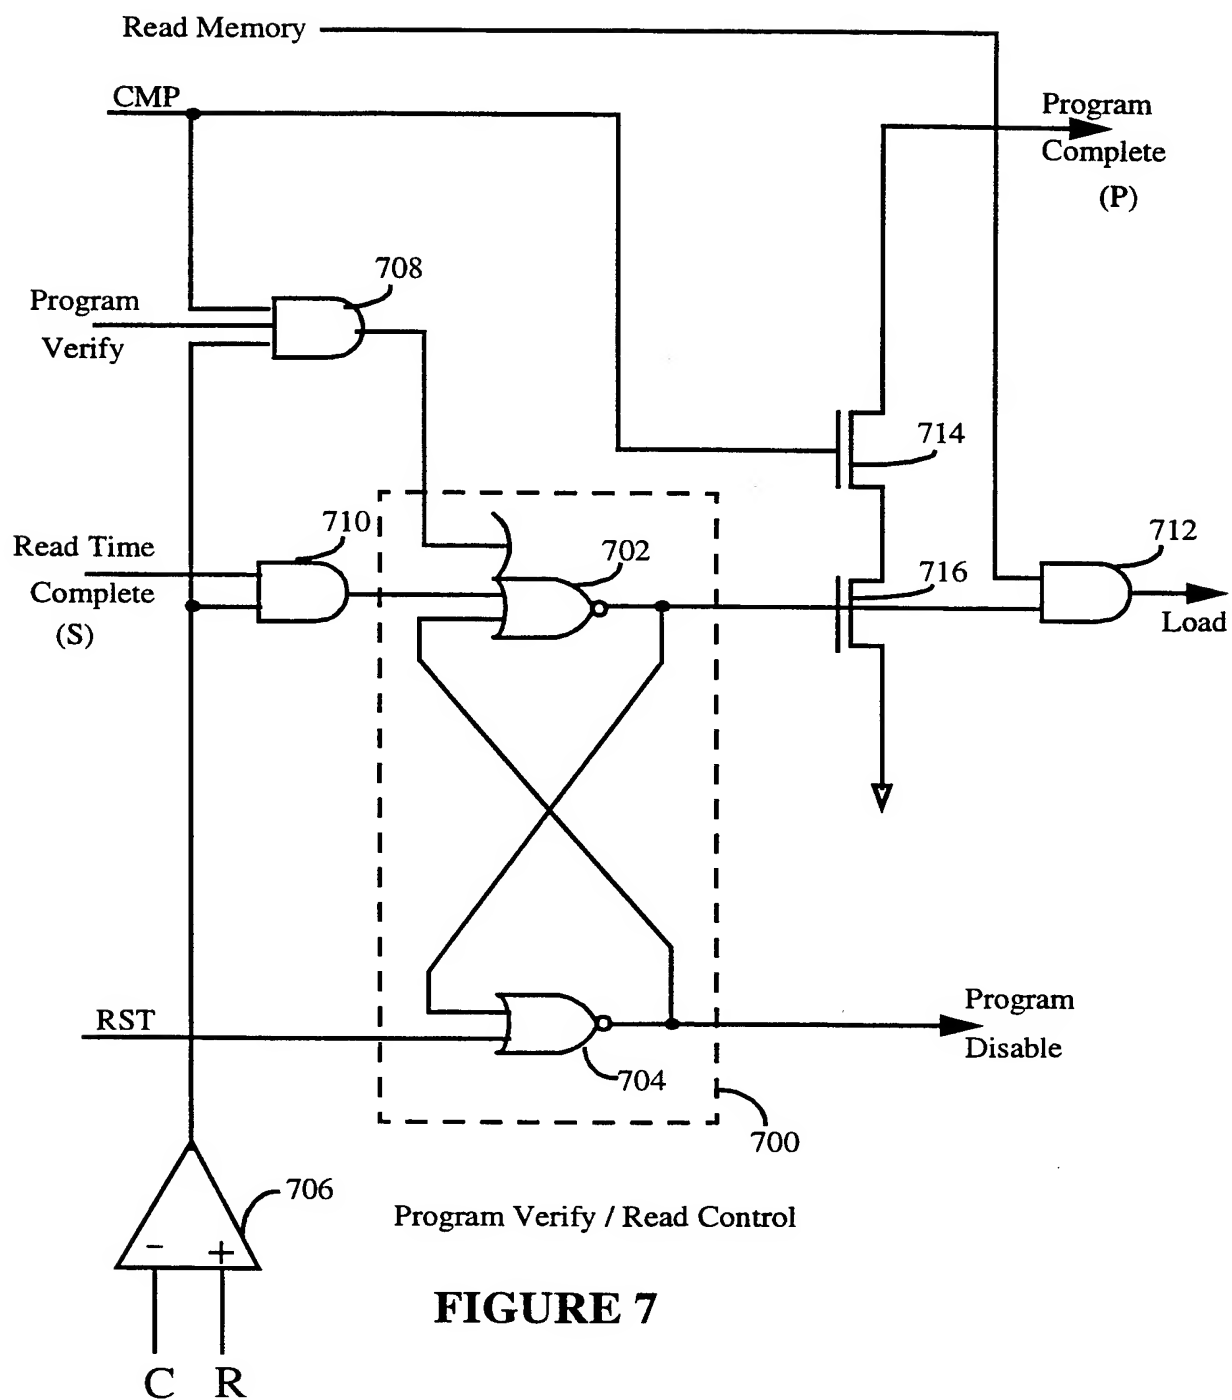 Read Memory
CMP
Program
Complete
(P)
708
Program
Verify
714
710
702
712
Read Time
Complete
(S)
716
Load
RST
Program
Disable
704
700
706
- +
Program Verify / Read Control
FIGURE 7
C R